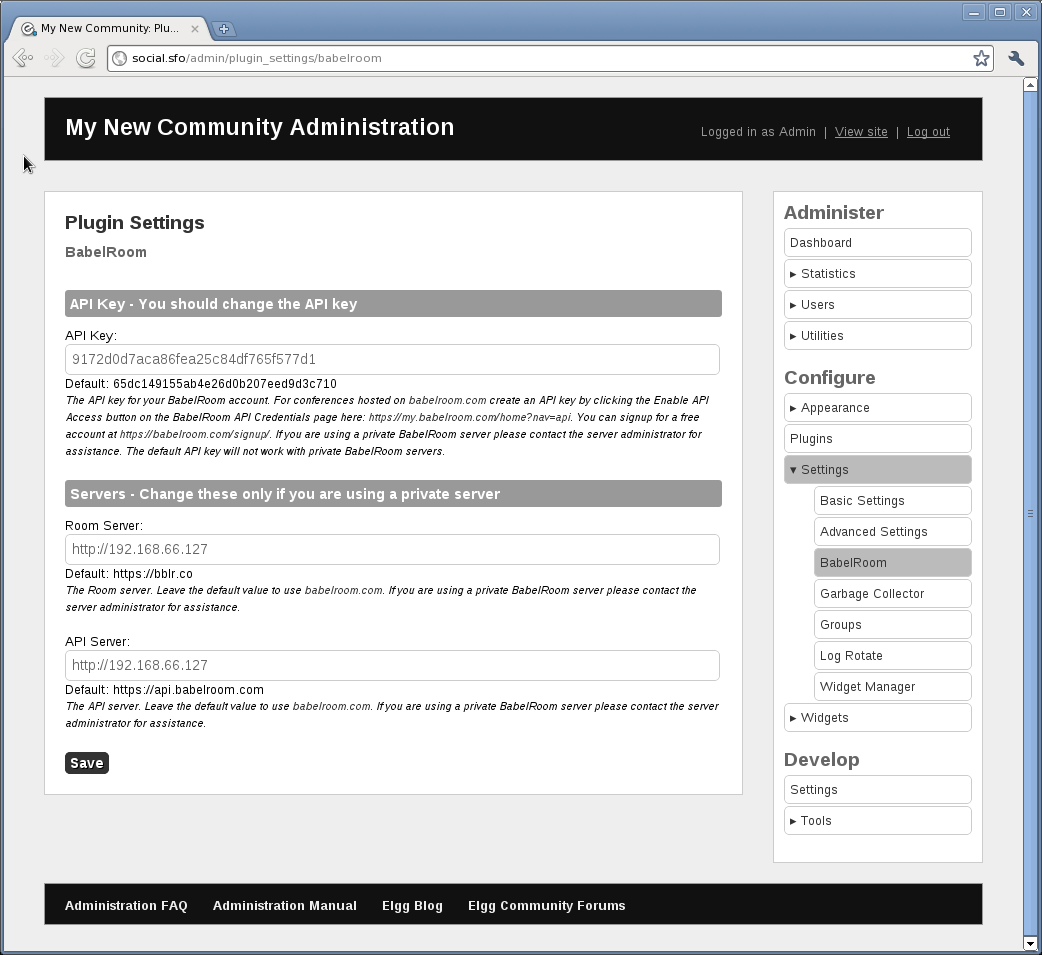 My New Community: Plu...
social.sfo/admin/plugin_settings/babelroom
My New Community Administration
Logged in as Admin | View site | Log out
Plugin Settings
BabelRoom
API Key - You should change the API key
API Key:
9172d0d7aca86fea25c84df765f577d1
Default: 65dc149155ab4e26d0b207eed9d3c710
The API key for your BabelRoom account. For conferences hosted on babelroom.com create an API key by clicking the Enable API
Access button on the BabelRoom API Credentials page here: https://my.babelroom.com/home?nav=api. You can signup for a free
account at https://babelroom.com/signup/. If you are using a private BabelRoom server please contact the server administrator for
assistance. The default API key will not work with private BabelRoom servers.
Servers - Change these only if you are using a private server
Room Server:
http://192.168.66.127
Default: https://bblr.co
The Room server. Leave the default value to use babelroom.com. If you are using a private BabelRoom server please contact the
server administrator for assistance.
API Server:
http://192.168.66.127
Default: https://api.babelroom.com
The API server. Leave the default value to use babelroom.com. If you are using a private BabelRoom server please contact the server
administrator for assistance.
Save
Administer
Dashboard
▸ Statistics
▸ Users
▸ Utilities
Configure
▸ Appearance
Plugins
▾ Settings
Basic Settings
Advanced Settings
BabelRoom
Garbage Collector
Groups
Log Rotate
Widget Manager
▸ Widgets
Develop
Settings
▸ Tools
Administration FAQ
Administration Manual
Elgg Blog
Elgg Community Forums